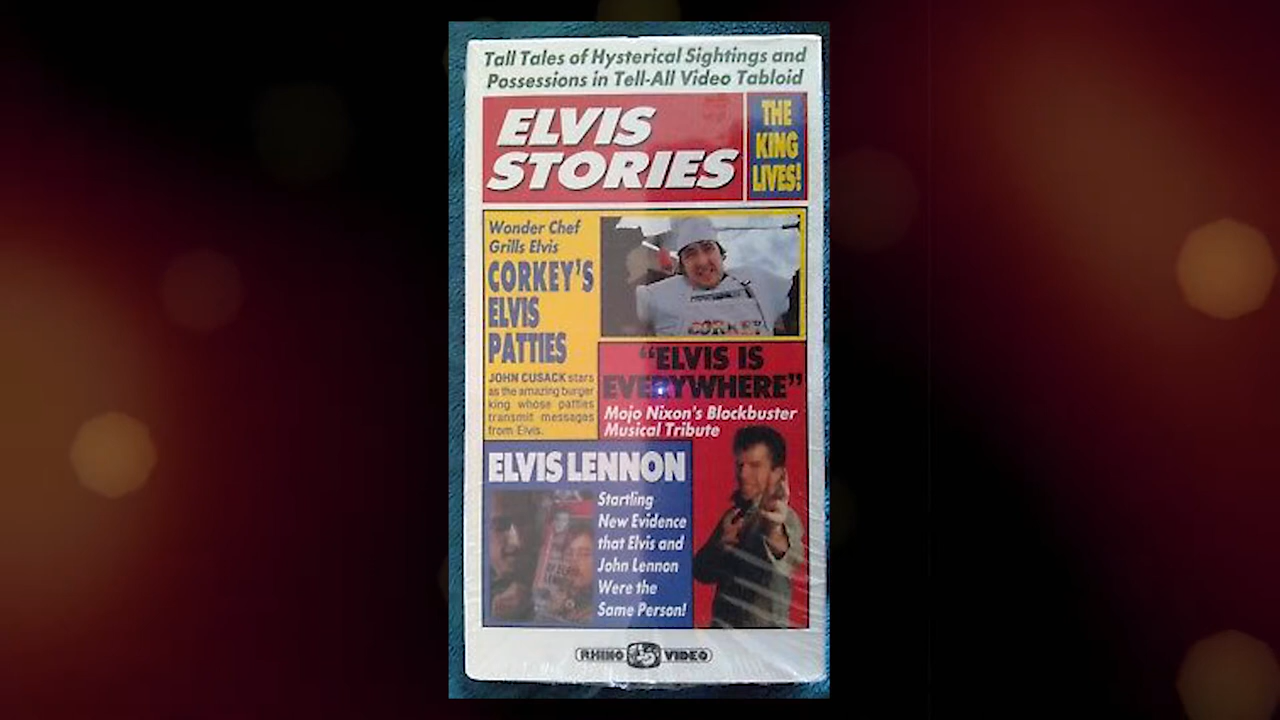 Tall Tales of Hysterical Sightings and
Possessions in Tell-All Video Tabloid
ELVIS
STORIES
THE
KING
LIVES!
Wonder Chef
Grills Elvis
CORKEY'S
ELVIS
PATTIES
JOHN CUSACK stars
as the amazing burger
king whose patties
transmit messages
from Elvis.
CORKEY
"ELVIS IS
EVERYWHERE"
Mojo Nixon's Blockbuster
Musical Tribute
ELVIS LENNON
Startling
New Evidence
that Elvis and
John Lennon
Were the
Same Person!
RHINO VIDEO